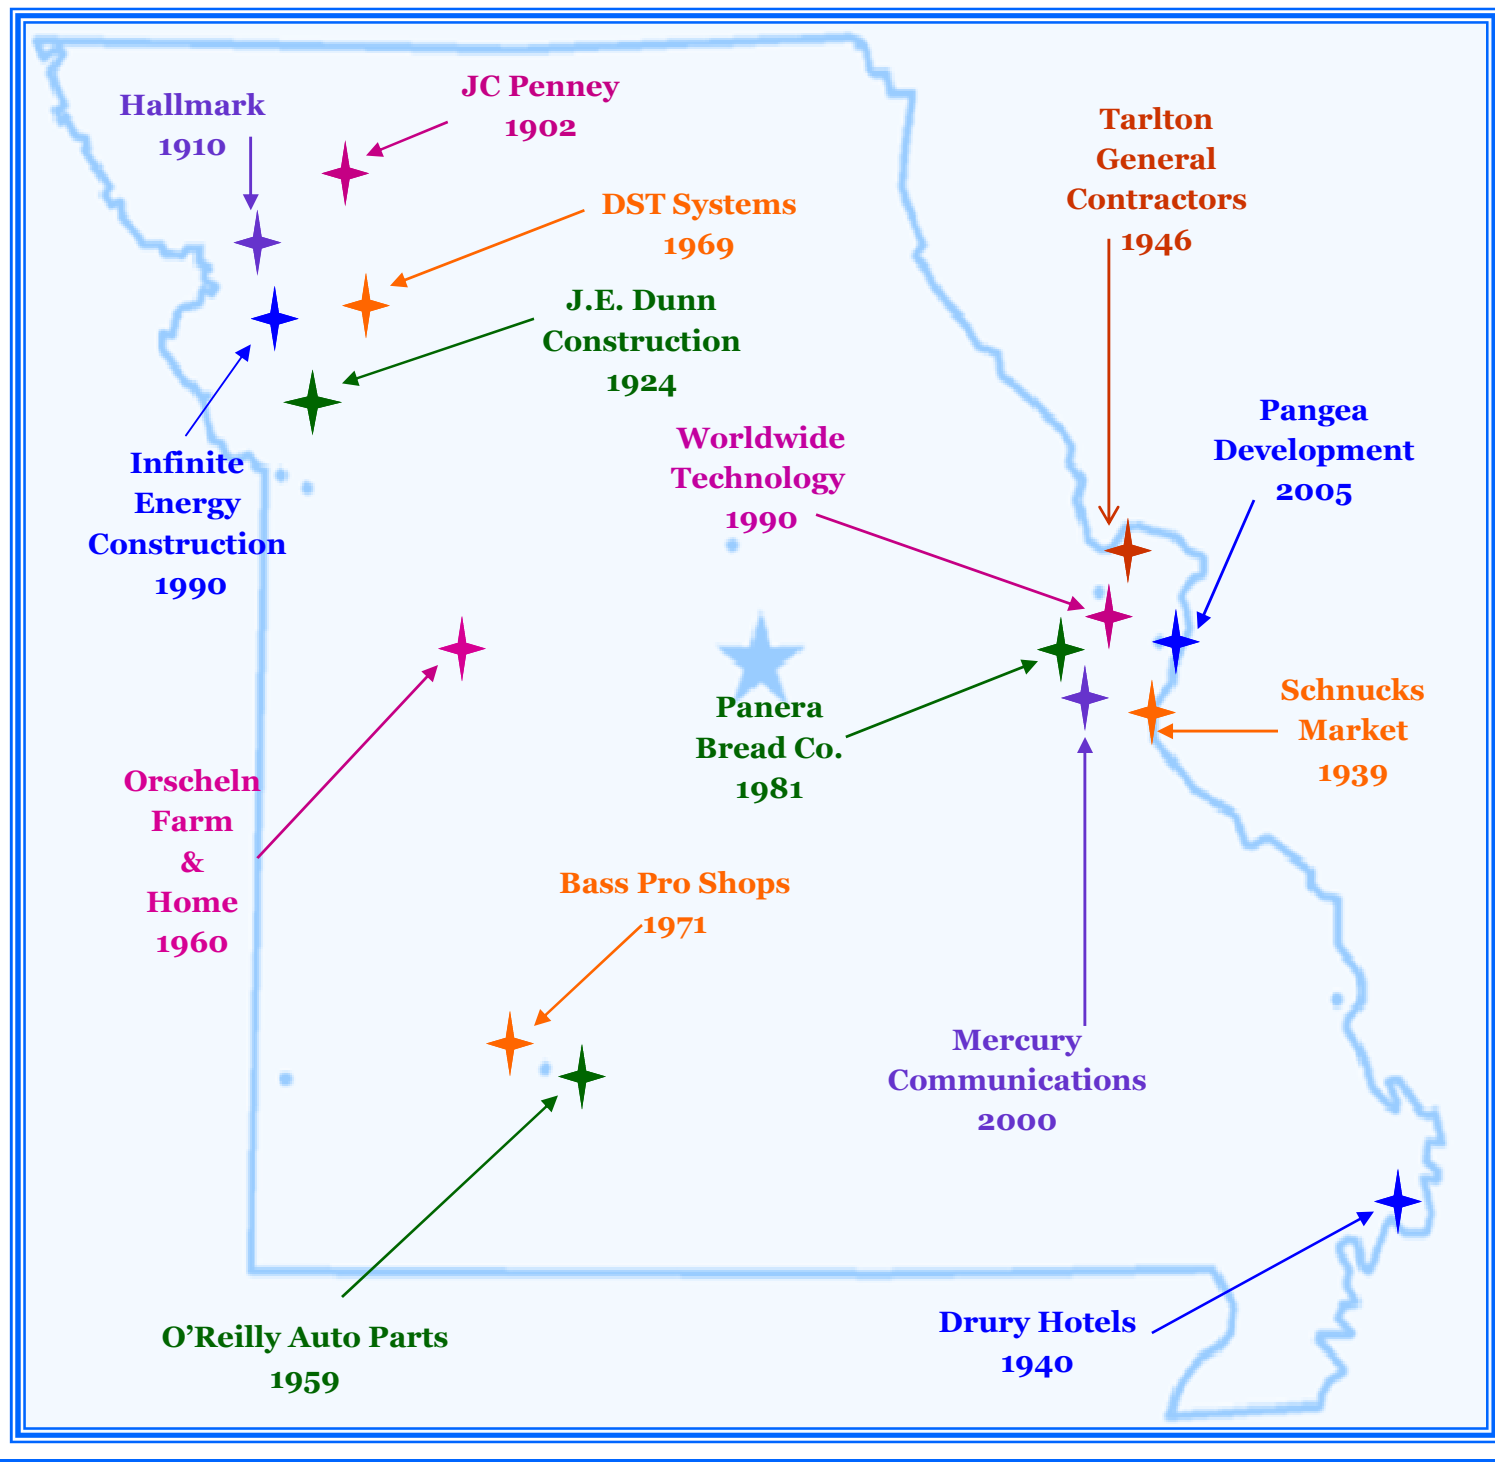 JC Penney
1902
Hallmark
1910
Tarlton
General
Contractors
1946
DST Systems
1969
J.E. Dunn
Construction
1924
Pangea
Development
2005
Worldwide
Technology
1990
Infinite
Energy
Construction
1990
Schnucks
Market
1939
Panera
Bread Co.
1981
Orscheln
Farm
&
Home
1960
Bass Pro Shops
1971
Mercury
Communications
2000
Drury Hotels
1940
O’Reilly Auto Parts
1959